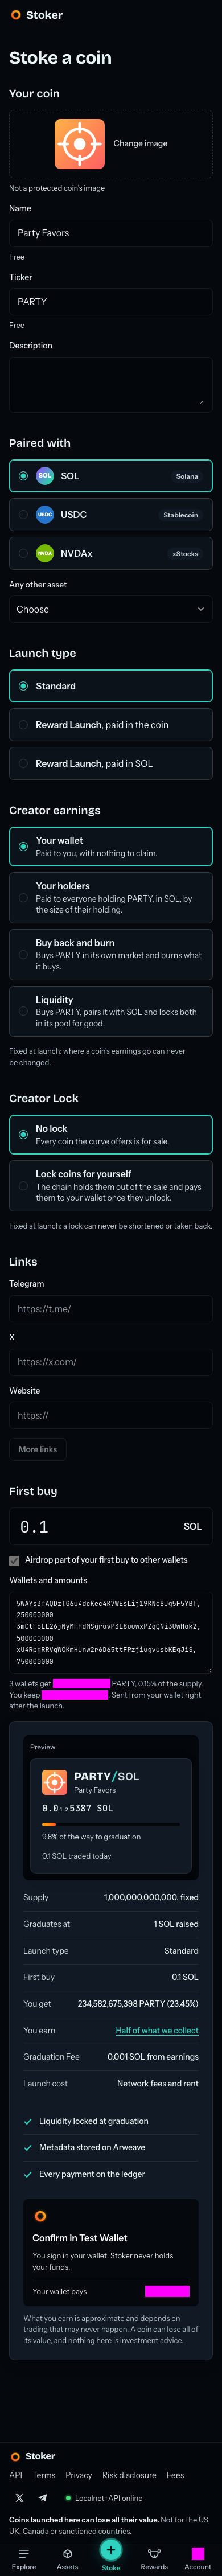 Stoker
Stoke a coin
Your coin
Change image
Not a protected coin's image
Name
Party Favors
Free
Ticker
PARTY
Free
Description
Paired with
SOL SOL Solana
USDC USDC Stablecoin
NVDA NVDAx xStocks
Any other asset
Choose
Launch type
Standard
Reward Launch, paid in the coin
Reward Launch, paid in SOL
Creator earnings
Your wallet
Paid to you, with nothing to claim.
Your holders
Paid to everyone holding PARTY, in SOL, by
the size of their holding.
Buy back and burn
Buys PARTY in its own market and burns what
it buys.
Liquidity
Buys PARTY, pairs it with SOL and locks both
in its pool for good.
Fixed at launch: where a coin's earnings go can never
be changed.
Creator Lock
No lock
Every coin the curve offers is for sale.
Lock coins for yourself
The chain holds them out of the sale and pays
them to your wallet once they unlock.
Fixed at launch: a lock can never be shortened or taken back.
Links
Telegram
https://t.me/
X
https://x.com/
Website
https://
More links
First buy
0.1 SOL
Airdrop part of your first buy to other wallets
Wallets and amounts
5WAYs3fAQDzTG6u4dcKec4K7WEsLij19KNc8Jg5F5YBT,
250000000
3mCtFoLL26jNyMFHdMSgruvP3L8uuwxPZqQNi3UwHok2,
500000000
xU4RpgRRVqWCKmHUnw2r6D65ttFPzjiugvusbKEgJiS,
750000000
3 wallets get PARTY, 0.15% of the supply.
You keep . Sent from your wallet right
after the launch.
Preview
PARTY/SOL
Party Favors
0.0₁₂5387 SOL
9.8% of the way to graduation
0.1 SOL traded today
Supply 1,000,000,000,000, fixed
Graduates at 1 SOL raised
Launch type Standard
First buy 0.1 SOL
You get 234,582,675,398 PARTY (23.45%)
You earn Half of what we collect
Graduation Fee 0.001 SOL from earnings
Launch cost Network fees and rent
Liquidity locked at graduation
Metadata stored on Arweave
Every payment on the ledger
Confirm in Test Wallet
You sign in your wallet. Stoker never holds
your funds.
Your wallet pays
What you earn is approximate and depends on
trading that may never happen. A coin can lose all of
its value, and nothing here is investment advice.
Stoker
API Terms Privacy Risk disclosure Fees
Localnet · API online
Coins launched here can lose all their value. Not for the US,
UK, Canada or sanctioned countries.
Explore Assets Stoke Rewards Account